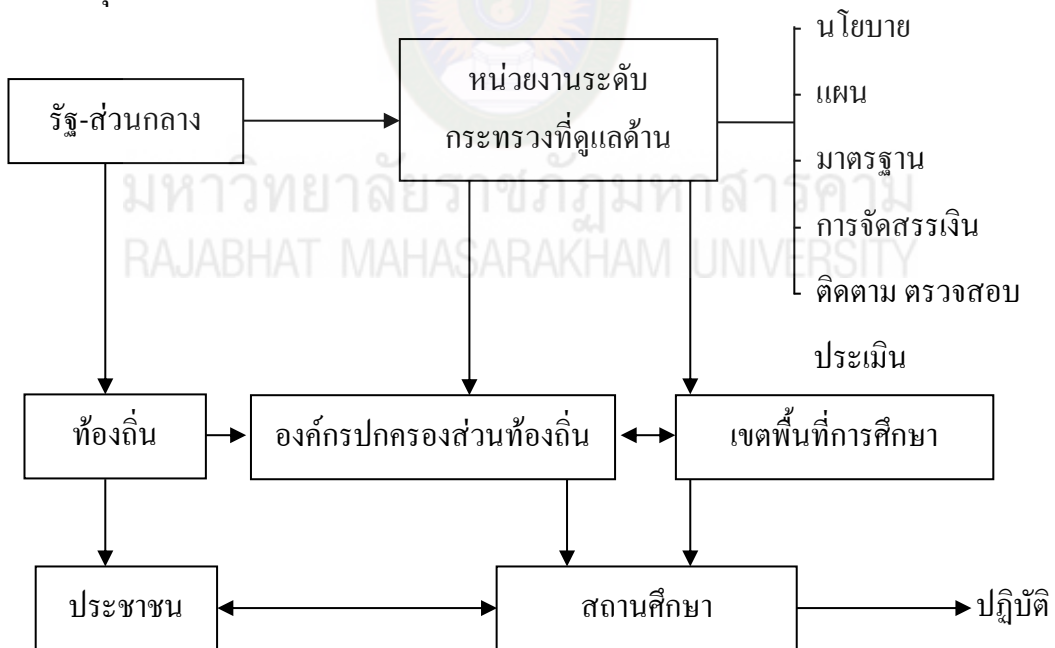 นโยบาย
หน่วยงานระดับ
กระทรวงที่ดูแลด้าน
แผน
รัฐ-ส่วนกลาง
มาตรฐาน
มหาวิทยาลัยราชภัฏมหาสารคาม
การจัดสรรเงิน
RAJABHAT MAHASARAKHAM UNIVERSITY
ติดตาม ตรวจสอบ
ประเมิน
ท้องถิ่น
องค์กรปกครองส่วนท้องถิ่น
เขตพื้นที่การศึกษา
ประชาชน
สถานศึกษา
ปฏิบัติ